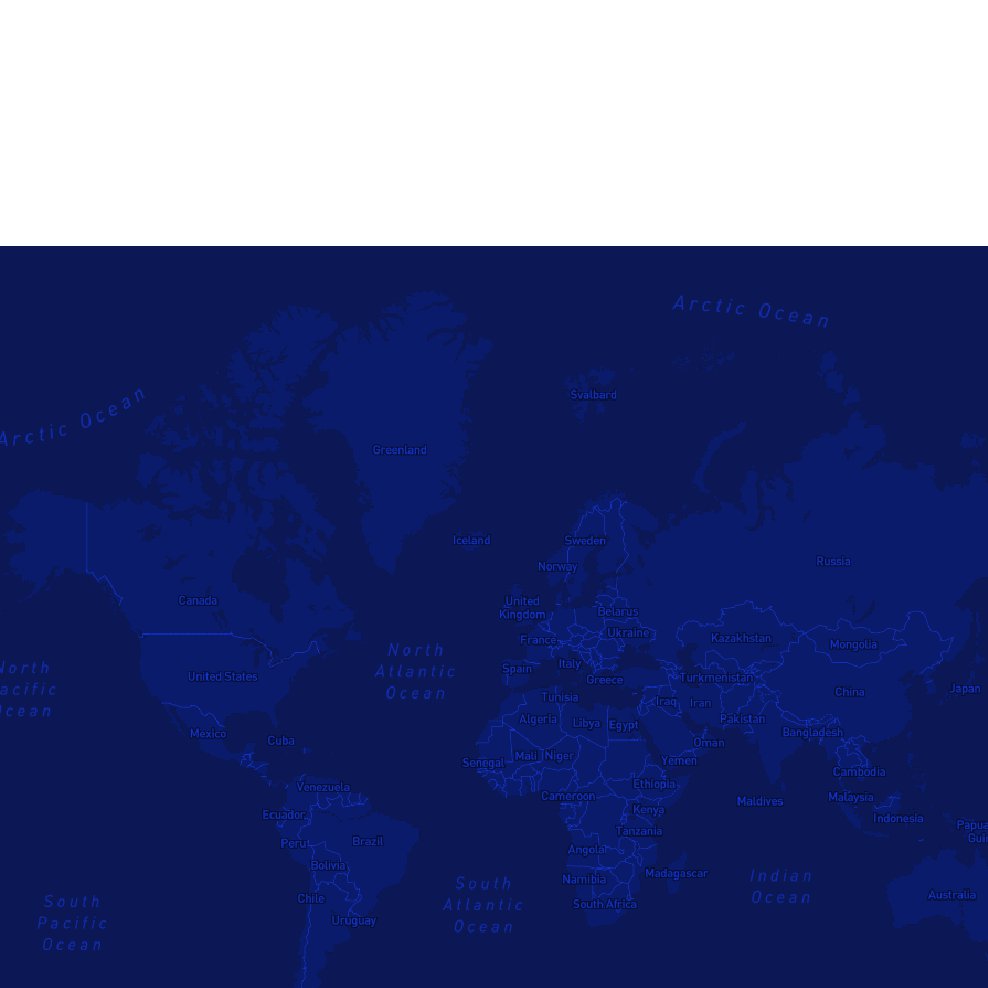 Arctic Ocean
Svalbard
Arctic Ocean
Greenland
Iceland
Sweden
Norway
Russia
Canada
United
Kingdom
Belarus
Ukraine
France
Kazakhstan
Mongolia
North
Atlantic
Ocean
Italy
Spain
North
acific
cean
United States
Greece
Turkmenistan
China
Japan
Tunisia
Iraq
Iran
Algeria
Libya
Egypt
Pakistan
Mexico
Bangladesh
Cuba
Oman
Mali
Niger
Yemen
Senegal
Cambodia
Ethiopia
Venezuela
Cameroon
Maldives
Malaysia
Kenya
Ecuador
Indonesia
Papua
Gui
Tanzania
Peru
Brazil
Angola
Bolivia
Madagascar
Indian
Ocean
Namibia
South
Atlantic
Ocean
Australia
Chile
South
Pacific
Ocean
South Africa
Uruguay